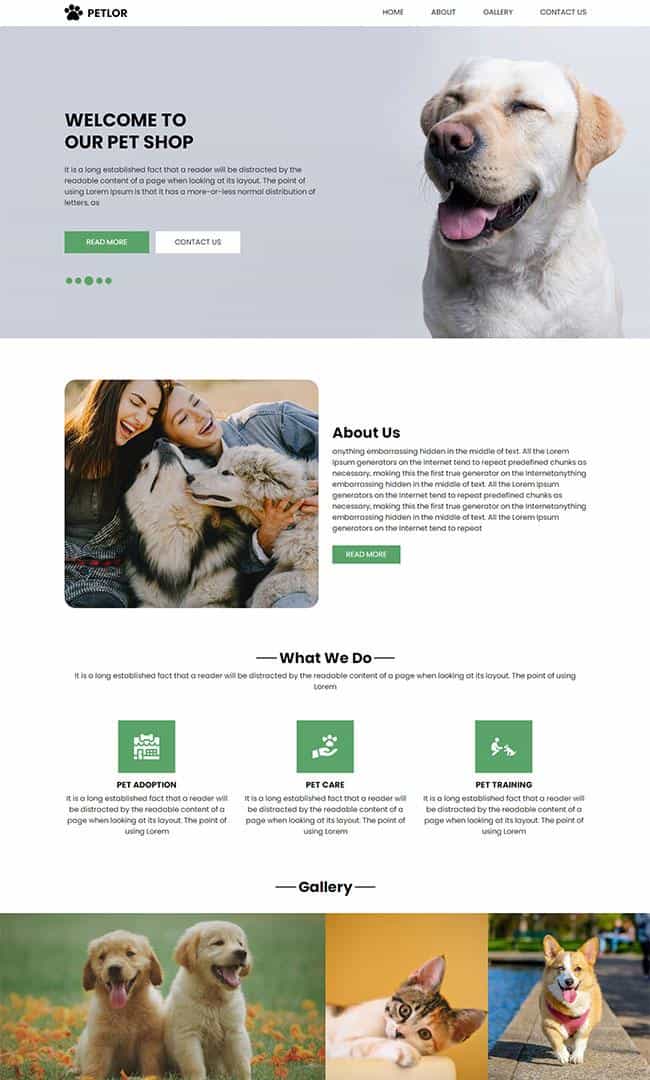 PETLOR
HOME ABOUT GALLERY CONTACT US
WELCOME TO
OUR PET SHOP
It is a long established fact that a reader will be distracted by the
readable content of a page when looking at its layout. The point of
using Lorem Ipsum is that it has a more-or-less normal distribution of
letters, as
READ MORE CONTACT US
About Us
anything embarrassing hidden in the middle of text. All the Lorem
Ipsum generators on the Internet tend to repeat predefined chunks as
necessary, making this the first true generator on the Internetanything
embarrassing hidden in the middle of text. All the Lorem Ipsum
generators on the Internet tend to repeat predefined chunks as
necessary, making this the first true generator on the Internetanything
embarrassing hidden in the middle of text. All the Lorem Ipsum
generators on the Internet tend to repeat
READ MORE
What We Do
It is a long established fact that a reader will be distracted by the readable content of a page when looking at its layout. The point of using
Lorem
PET ADOPTION
It is a long established fact that a reader will
be distracted by the readable content of a
page when looking at its layout. The point of
using Lorem
PET CARE
It is a long established fact that a reader will
be distracted by the readable content of a
page when looking at its layout. The point of
using Lorem
PET TRAINING
It is a long established fact that a reader will
be distracted by the readable content of a
page when looking at its layout. The point of
using Lorem
Gallery